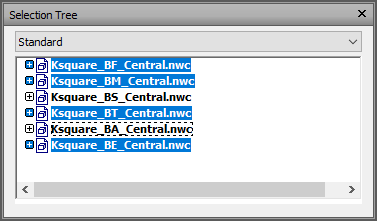 Selection Tree
Standard
Ksquare_BF_Central.nwc
Ksquare_BM_Central.nwc
Ksquare_BS_Central.nwc
Ksquare_BT_Central.nwc
Ksquare_BA_Central.nwc
Ksquare_BE_Central.nwc